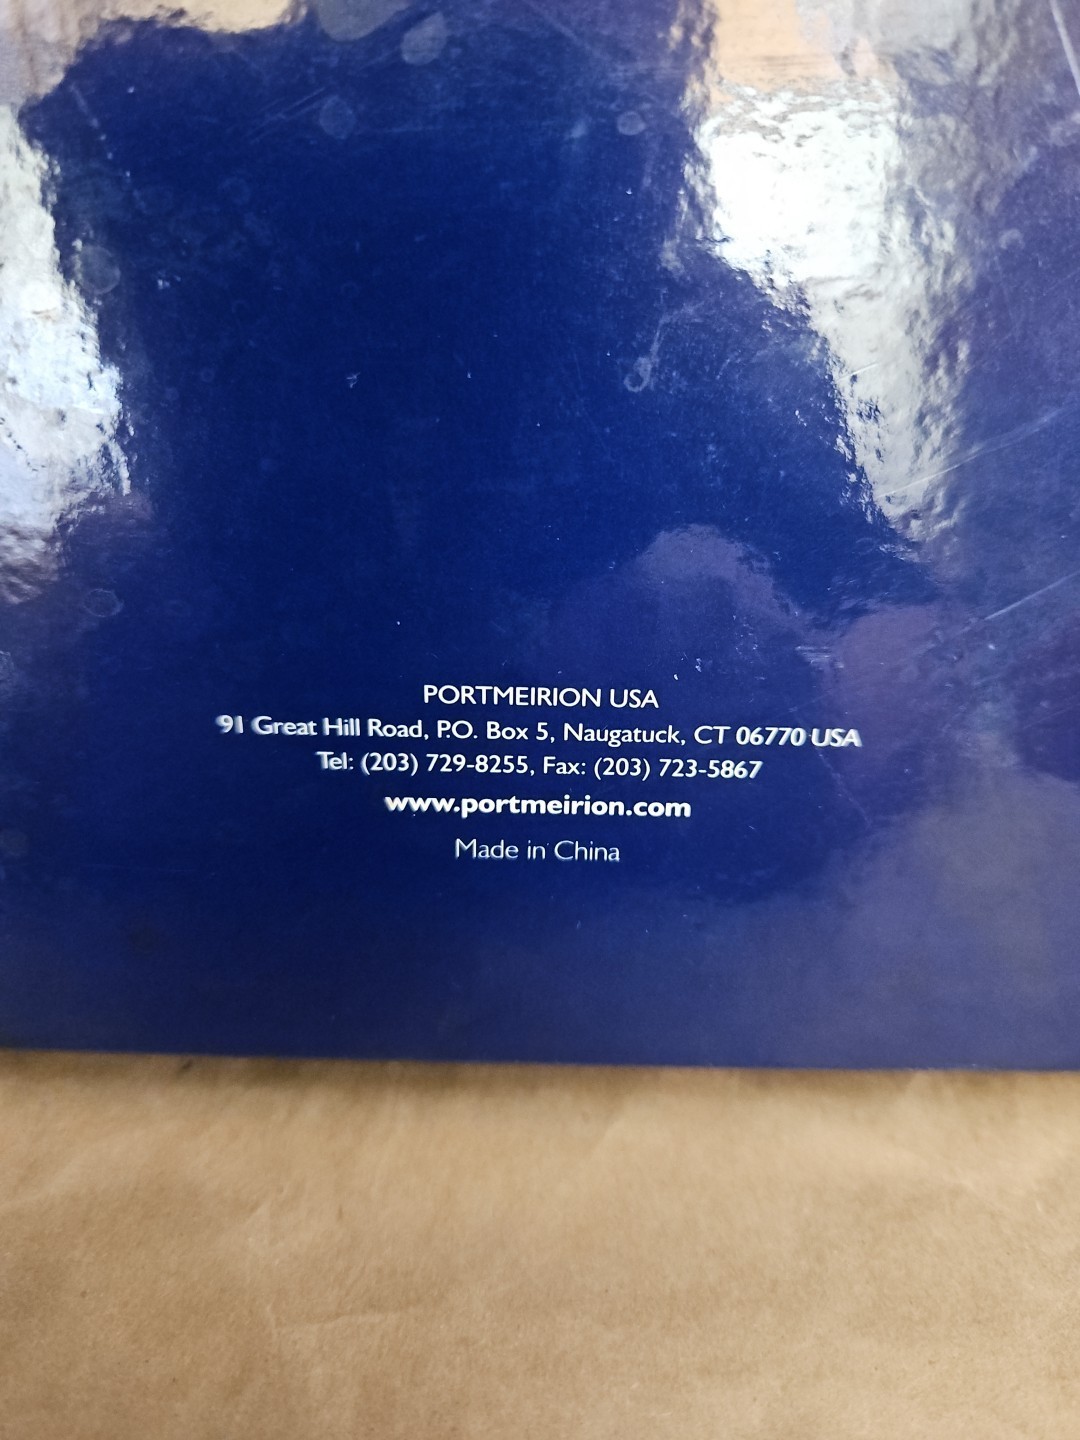 PORTMEIRION USA
91 Great Hill Road, P.O. Box 5, Naugatuck, CT 06770 USA
Tel: (203) 729-8255, Fax: (203) 723-5867
www.portmeirion.com
Made in China